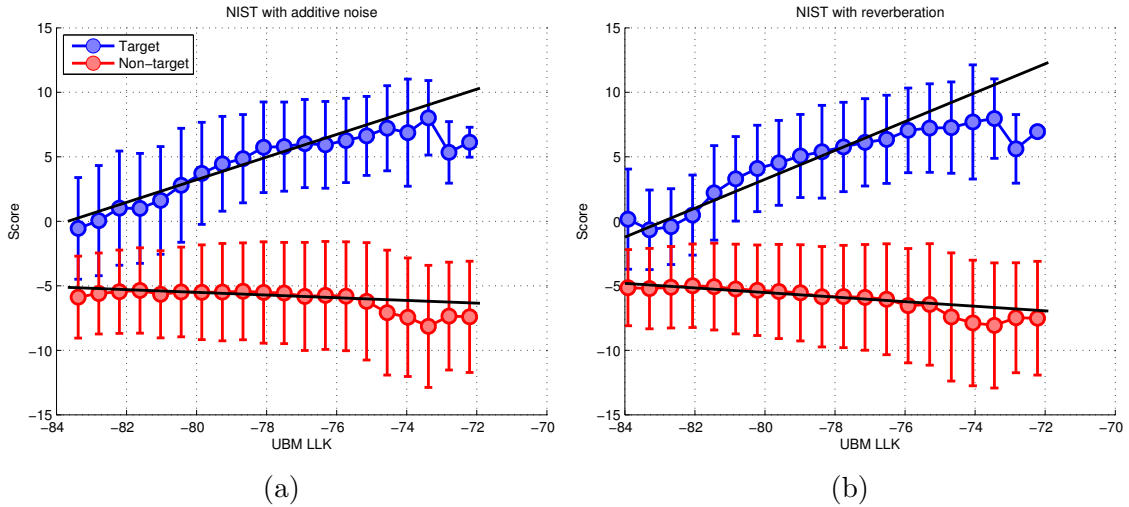 NIST with additive noise
Target
Non-target
15
10
5
0
−5
−10
−15
Score
−84 −82 −80 −78 −76 −74 −72 −70
UBM LLK
(a)
NIST with reverberation
15
10
5
0
−5
−10
−15
Score
−84 −82 −80 −78 −76 −74 −72 −70
UBM LLK
(b)